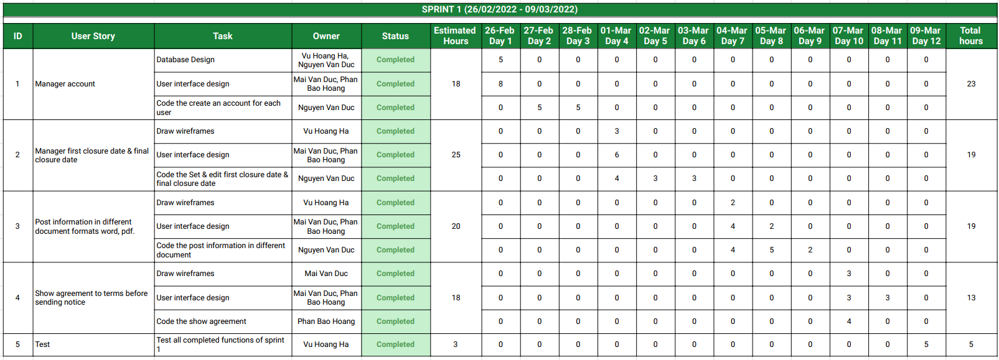 SPRINT 1 (26/02/2022 - 09/03/2022)
ID User Story Task Owner Status Estimated Hours 26-Feb Day 1 27-Feb Day 2 28-Feb Day 3 01-Mar Day 4 02-Mar Day 5 03-Mar Day 6 04-Mar Day 7 05-Mar Day 8 06-Mar Day 9 07-Mar Day 10 08-Mar Day 11 09-Mar Day 12 Total hours
1 Manager account 18 23
Database Design Vu Hoang Ha, Nguyen Van Duc Completed 5 0 0 0 0 0 0 0 0 0 0 0
User interface design Mai Van Duc, Phan Bao Hoang Completed 8 0 0 0 0 0 0 0 0 0 0 0
Code the create an account for each user Nguyen Van Duc Completed 0 5 5 0 0 0 0 0 0 0 0 0
2 Manager first closure date & final closure date 25 19
Draw wireframes Vu Hoang Ha Completed 0 0 0 3 0 0 0 0 0 0 0 0
User interface design Mai Van Duc, Phan Bao Hoang Completed 0 0 0 6 0 0 0 0 0 0 0 0
Code the Set & edit first closure date & final closure date Nguyen Van Duc Completed 0 0 0 4 3 3 0 0 0 0 0 0
3 Post information in different document formats word, pdf. 20 19
Draw wireframes Vu Hoang Ha Completed 0 0 0 0 0 0 2 0 0 0 0 0
User interface design Mai Van Duc, Phan Bao Hoang Completed 0 0 0 0 0 0 4 2 0 0 0 0
Code the post information in different document Nguyen Van Duc Completed 0 0 0 0 0 0 4 5 2 0 0 0
4 Show agreement to terms before sending notice 18 13
Draw wireframes Mai Van Duc Completed 0 0 0 0 0 0 0 0 0 3 0 0
User interface design Mai Van Duc, Phan Bao Hoang Completed 0 0 0 0 0 0 0 0 0 3 3 0
Code the show agreement Phan Bao Hoang Completed 0 0 0 0 0 0 0 0 0 4 0 0
5 Test Test all completed functions of sprint 1 Vu Hoang Ha Completed 3 0 0 0 0 0 0 0 0 0 0 0 5 5